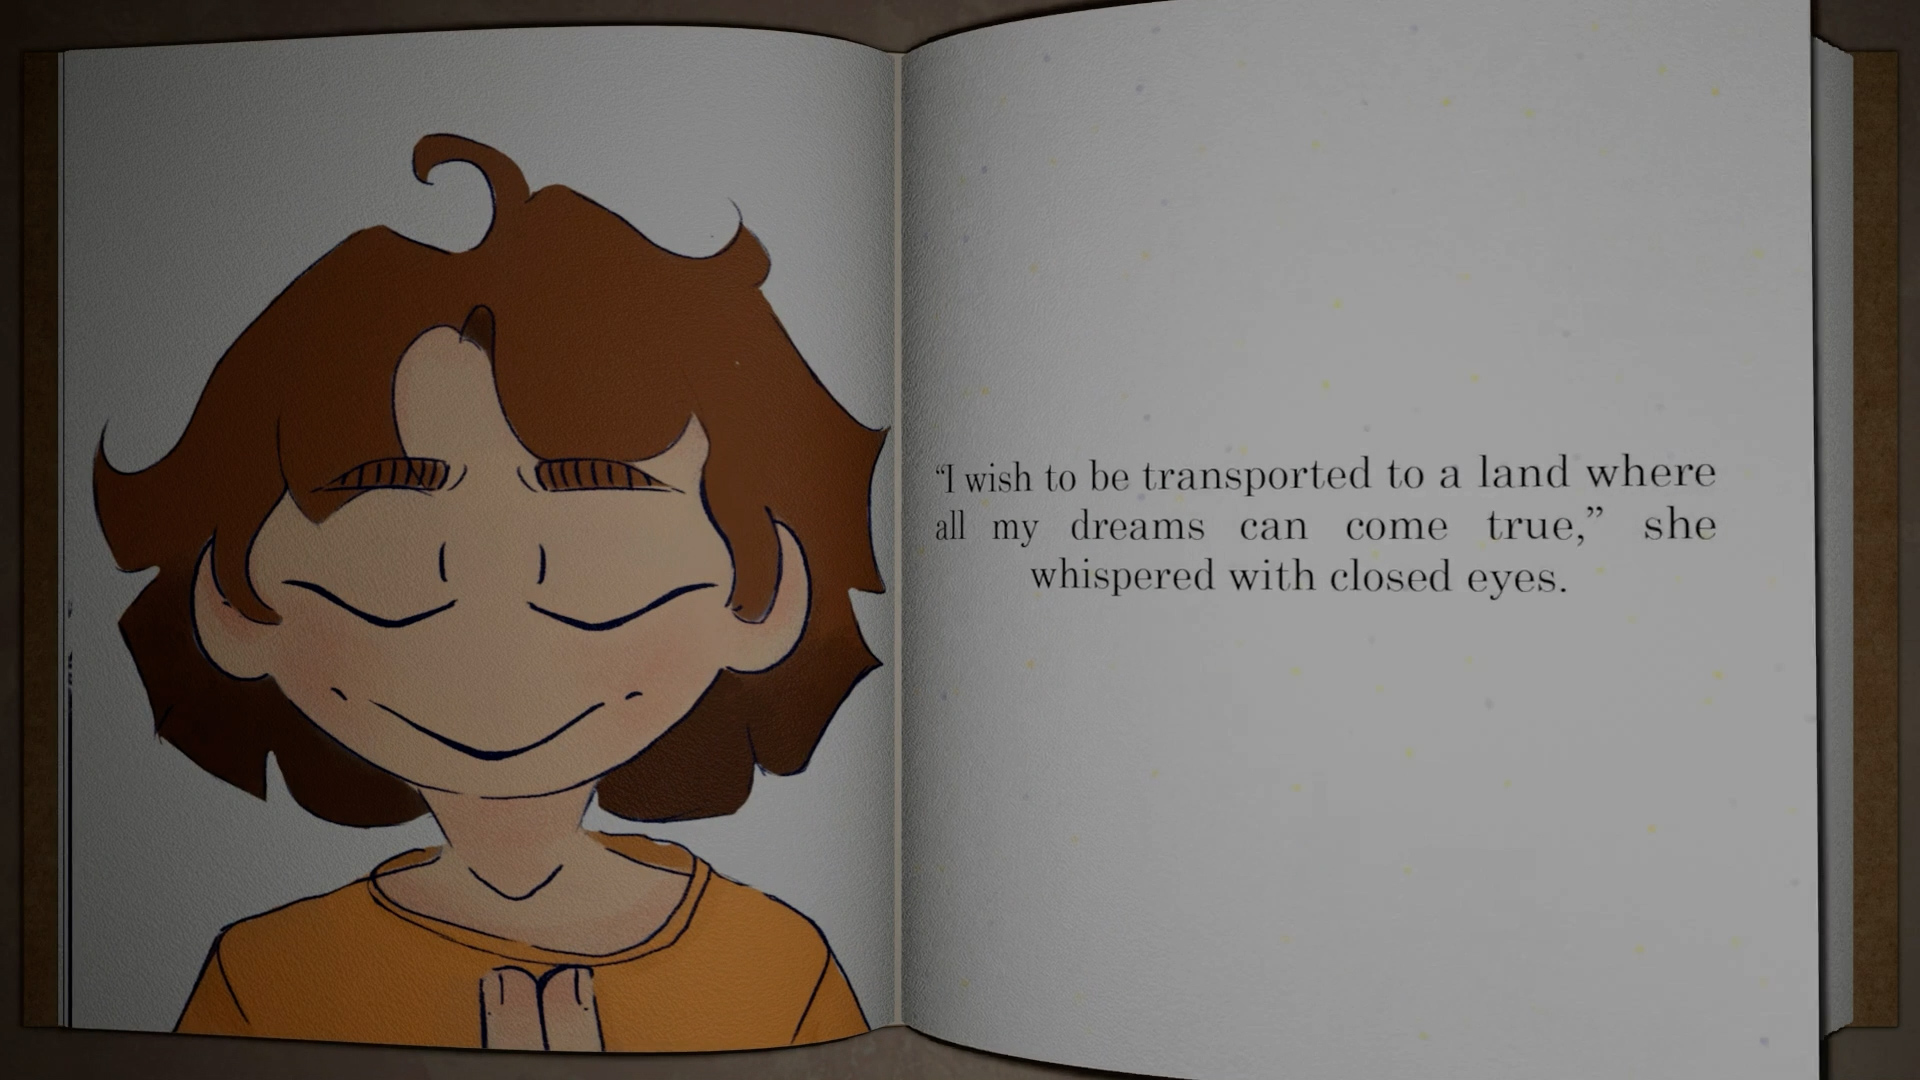 “I wish to be transported to a land where
all my dreams can come true,” she
whispered with closed eyes.